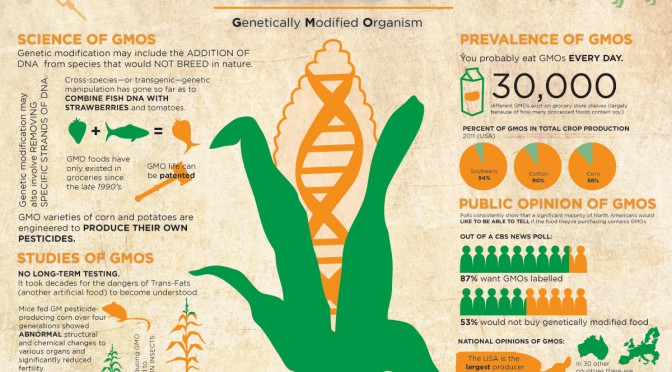 Genetically Modified Organism
SCIENCE OF GMOS
Genetic modification may include the ADDITION OF
DNA from species that would NOT BREED in nature.
Genetic modification may
also involve REMOVING
SPECIFIC STRANDS OF DNA.
Cross-species—or transgenic—genetic
manipulation has gone so far as to
COMBINE FISH DNA WITH
STRAWBERRIES and tomatoes.
+
=
GMO foods have
only existed in
groceries since
the late 1990's.
GMO life can
be patented
GMO varieties of corn and potatoes are
engineered to PRODUCE THEIR OWN
PESTICIDES.
STUDIES OF GMOS
NO LONG-TERM TESTING.
It took decades for the dangers of Trans-Fats
(another artificial food) to become understood.
Mice fed GM pesticide-
producing corn over four
generations showed
ABNORMAL structural
and chemical changes to
various organs and
significantly reduced
fertility.
GMO
INSECTS
PREVALENCE OF GMOS
You probably eat GMOs EVERY DAY.
30,000
different GMOs exist on grocery store shelves (largely
because of how many processed foods contain soy.)
PERCENT OF GMOS IN TOTAL CROP PRODUCTION
2011 (USA)
Soybeans
94%
Cotton
90%
Corn
88%
PUBLIC OPINION OF GMOS
Polls consistently show that a significant majority of North Americans would
LIKE TO BE ABLE TO TELL if the food they're purchasing contains GMOs.
OUT OF A CBS NEWS POLL:
87% want GMOs labelled
53% would not buy genetically modified food
NATIONAL OPINIONS OF GMOS:
The USA is the
largest producer
In 30 other
countries there are